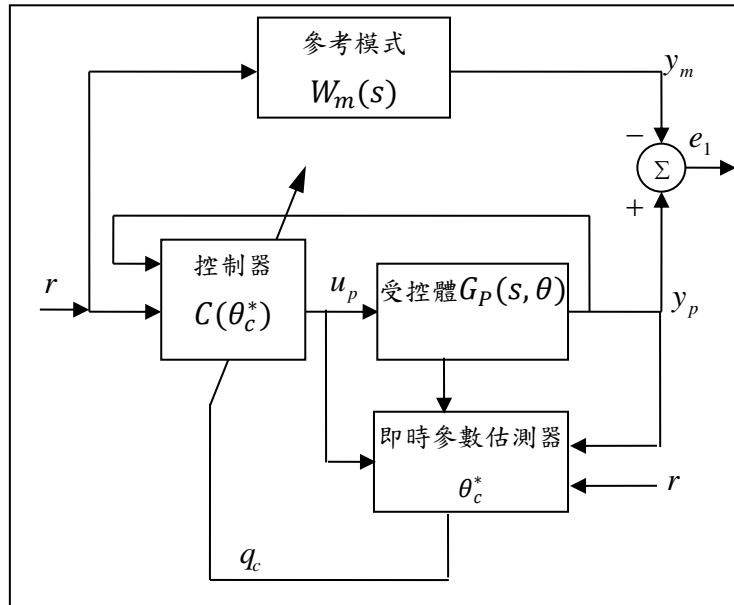 參考模式
W_m(s)
y_m
−
e_1
Σ
+
控制器
C(θ_c^*)
r
u_p
受控體G_P(s, θ)
y_p
即時參數估測器
θ_c^*
r
q_c